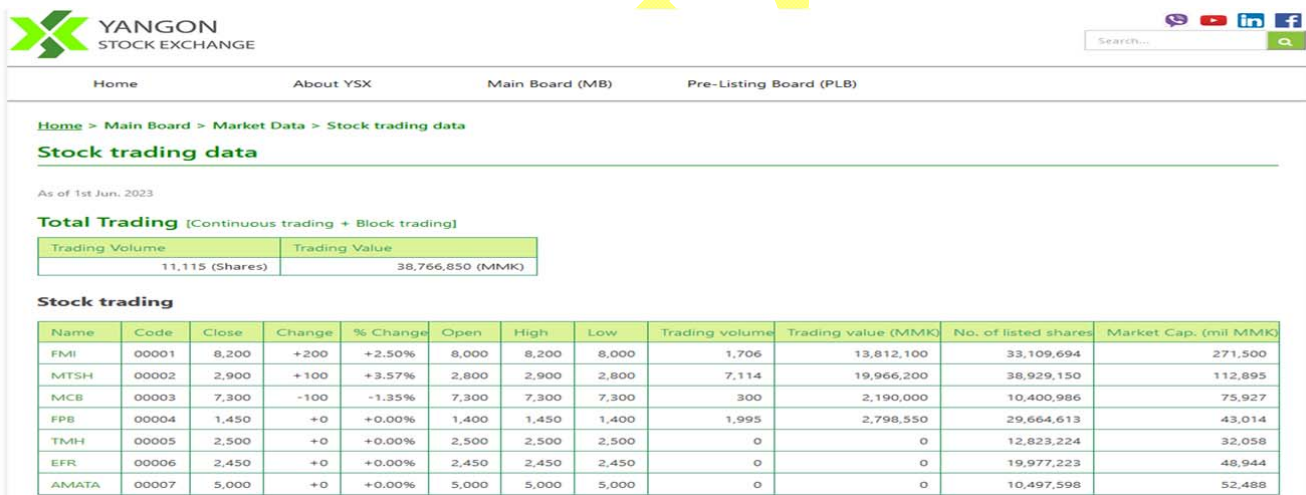 YANGON
STOCK EXCHANGE
Search...
Home About YSX Main Board (MB) Pre-Listing Board (PLB)
Home > Main Board > Market Data > Stock trading data
Stock trading data
As of 1st Jun. 2023
Total Trading [Continuous trading + Block trading]
Trading Volume Trading Value
11,115 (Shares) 38,766,850 (MMK)
Stock trading
Name Code Close Change % Change Open High Low Trading volume Trading value (MMK) No. of listed shares Market Cap. (mil MMK)
FMI 00001 8,200 +200 +2.50% 8,000 8,200 8,000 1,706 13,812,100 33,109,694 271,500
MTSH 00002 2,900 +100 +3.57% 2,800 2,900 2,800 7,114 19,966,200 38,929,150 112,895
MCB 00003 7,300 -100 -1.35% 7,300 7,300 7,300 300 2,190,000 10,400,986 75,927
FPB 00004 1,450 +0 +0.00% 1,400 1,450 1,400 1,995 2,798,550 29,664,613 43,014
TMH 00005 2,500 +0 +0.00% 2,500 2,500 2,500 0 0 12,823,224 32,058
EFR 00006 2,450 +0 +0.00% 2,450 2,450 2,450 0 0 19,977,223 48,944
AMATA 00007 5,000 +0 +0.00% 5,000 5,000 5,000 0 0 10,497,598 52,488